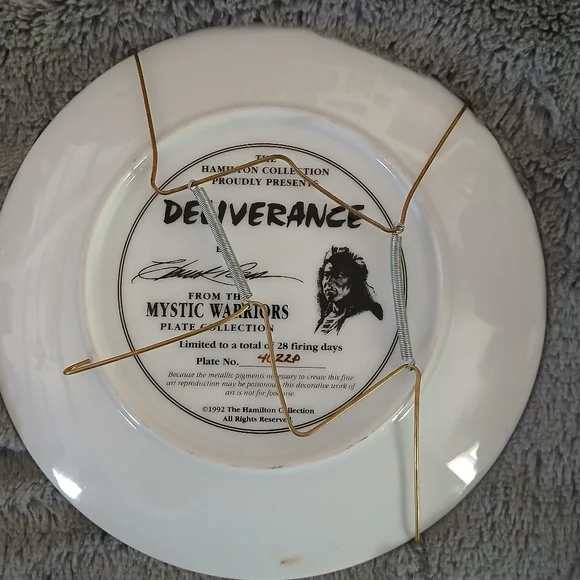 THE
HAMILTON COLLECTION
PROUDLY PRESENTS
DELIVERANCE
FROM THE
MYSTIC WARRIORS
PLATE COLLECTION
Limited to a total of 28 firing days
Plate No. 4022A
Because the metallic pigments necessary to create this fine
art reproduction may be poisonous, this decorative work of
art is not for food use.
©1992 The Hamilton Collection
All Rights Reserved.